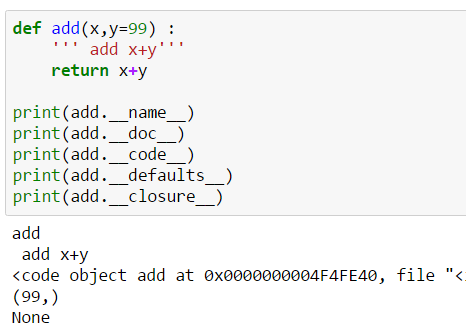 def add(x,y=99) :
    ''' add x+y'''
    return x+y
print(add.__name__)
print(add.__doc__)
print(add.__code__)
print(add.__defaults__)
print(add.__closure__)
add
 add x+y
<code object add at 0x0000000004F4FE40, file "<
(99,)
None